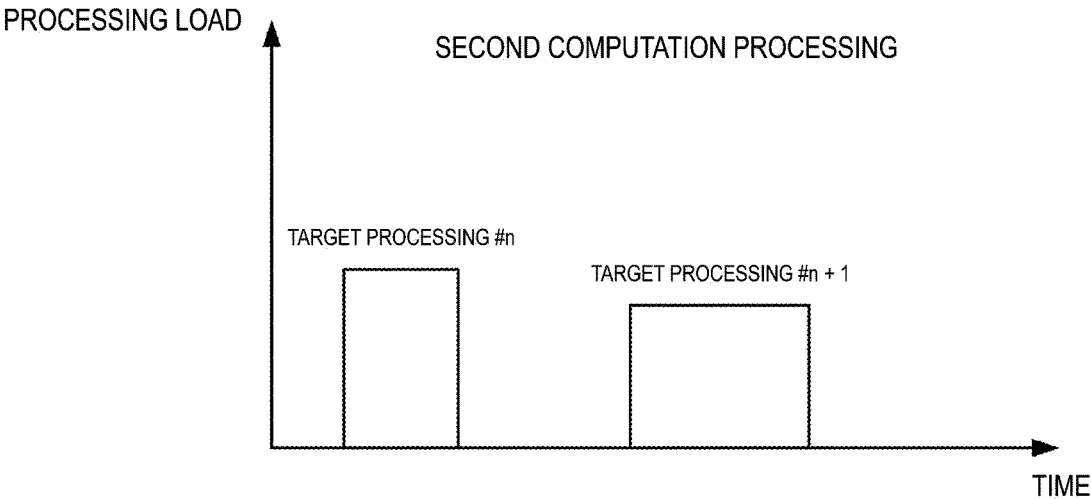 PROCESSING LOAD
SECOND COMPUTATION PROCESSING
TARGET PROCESSING #n
TARGET PROCESSING #n + 1
TIME